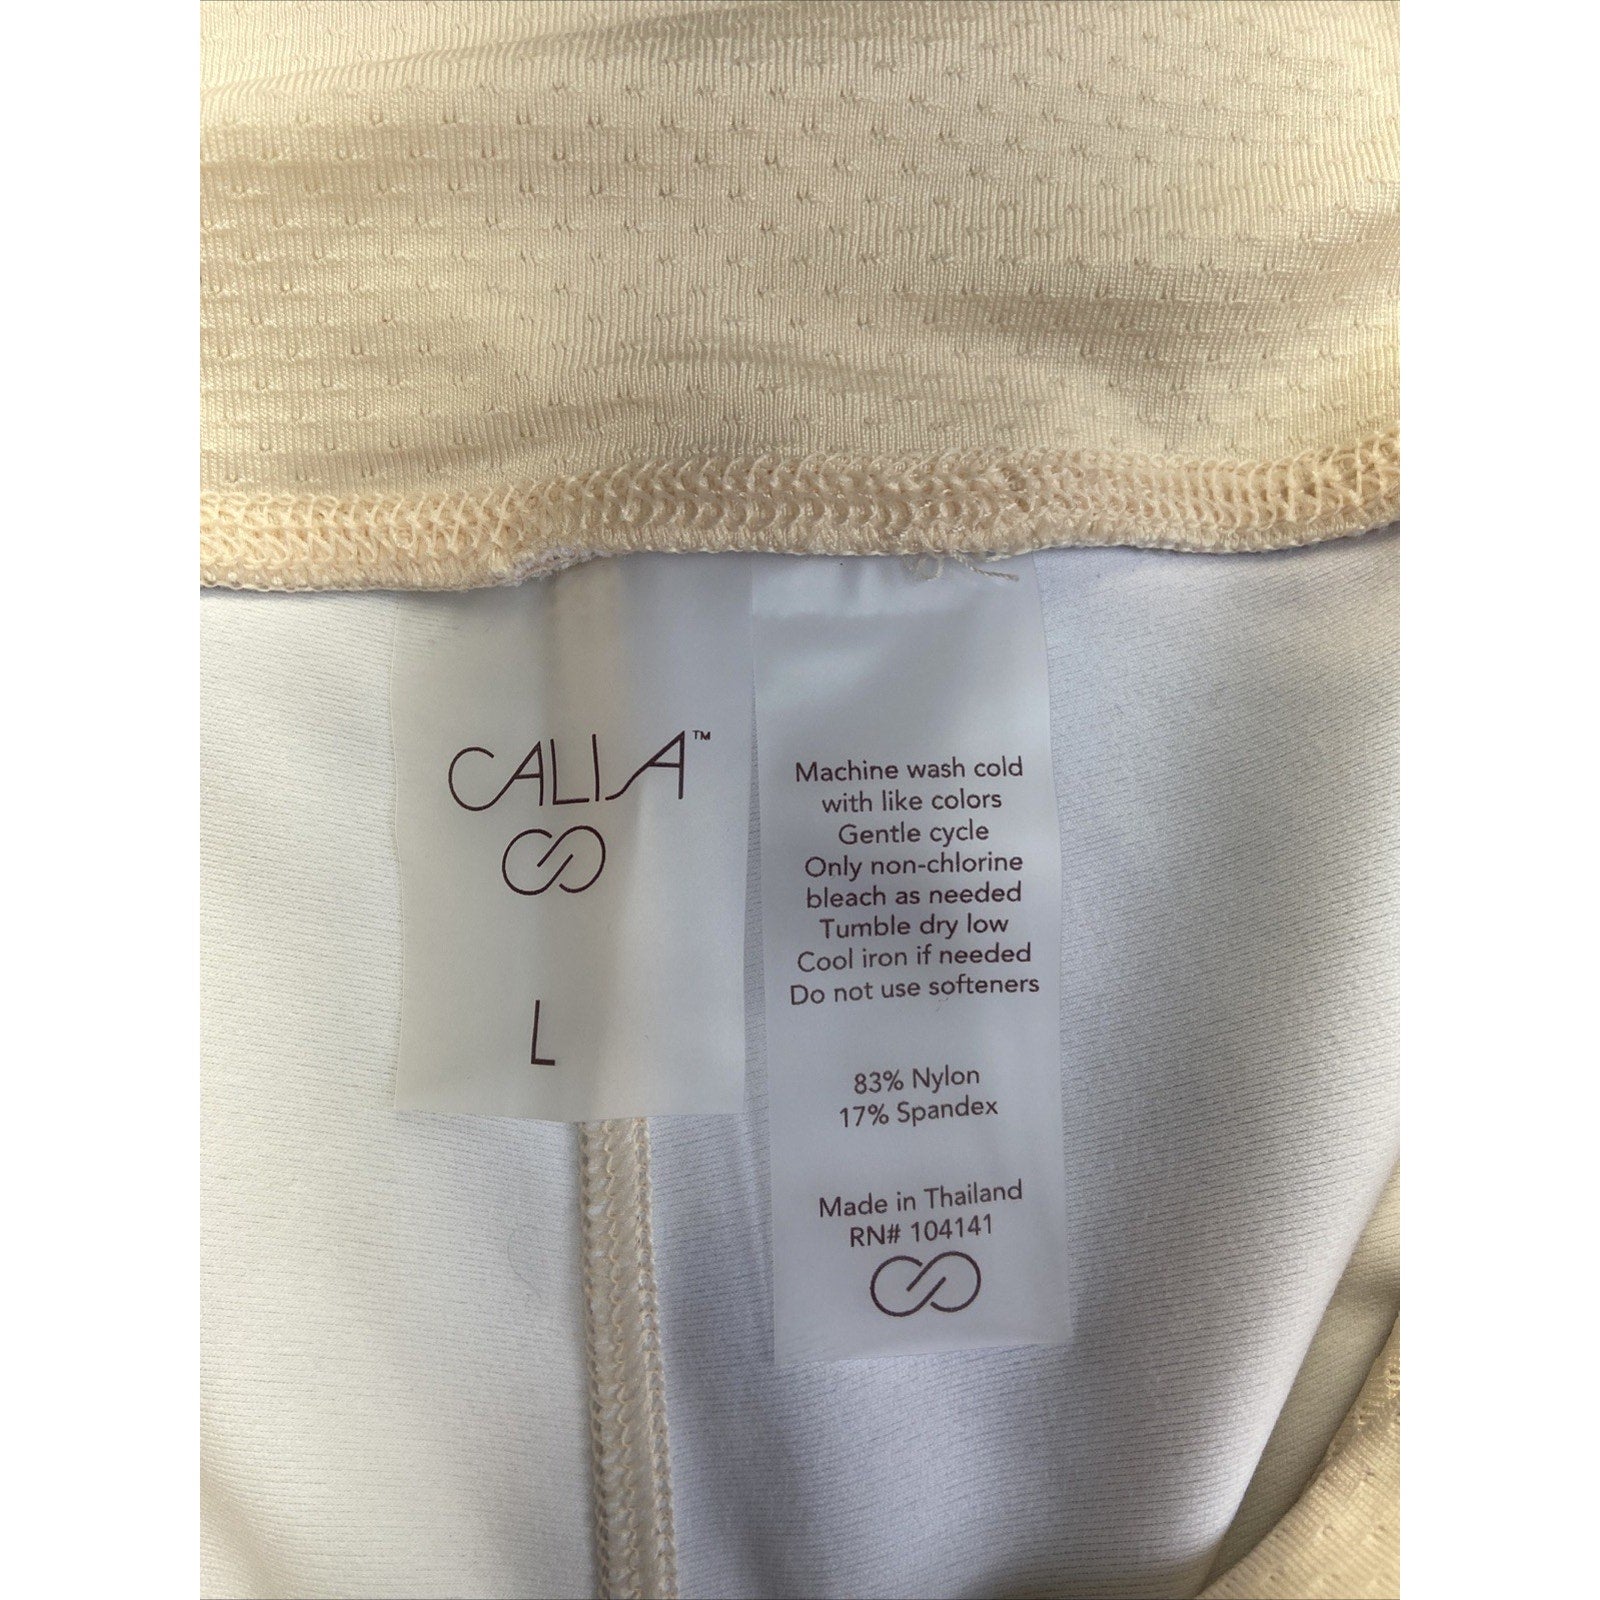 CALIA™
L
Machine wash cold
with like colors
Gentle cycle
Only non-chlorine
bleach as needed
Tumble dry low
Cool iron if needed
Do not use softeners
83% Nylon
17% Spandex
Made in Thailand
RN# 104141